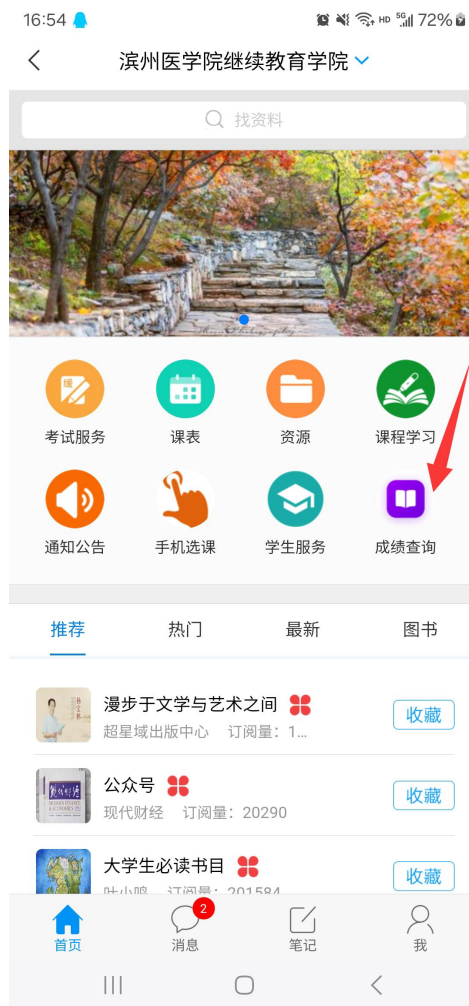 16:54 HD 5G 72%
滨州医学院继续教育学院
找资料
考试服务 课表 资源 课程学习
通知公告 手机选课 学生服务 成绩查询
推荐 热门 最新 图书
漫步于文学与艺术之间
超星域出版中心 订阅量：1...
收藏
公众号
现代财经 订阅量：20290
收藏
大学生必读书目
叶小鸣 订阅量：201584
收藏
2
首页 消息 笔记 我